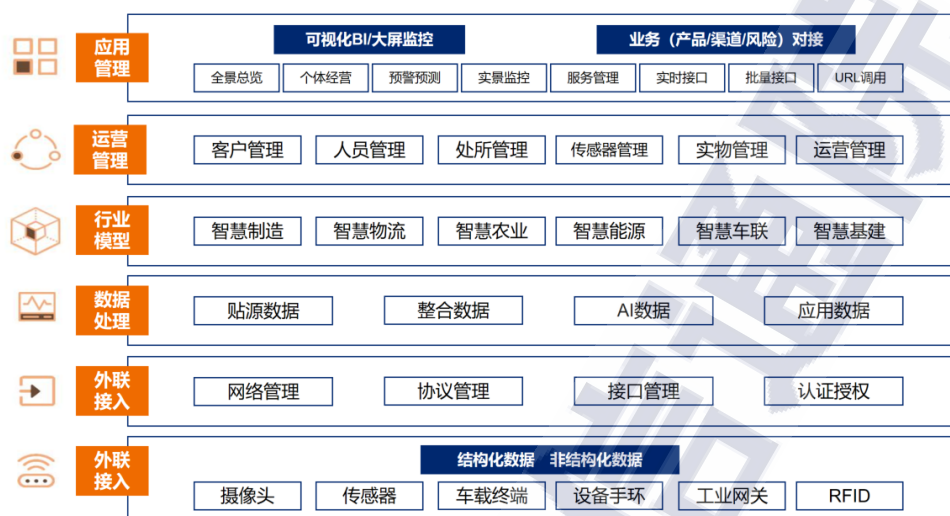 应用
管理
可视化BI/大屏监控
业务（产品/渠道/风险）对接
全景总览
个体经营
预警预测
实景监控
服务管理
实时接口
批量接口
URL调用
运营
管理
客户管理
人员管理
处所管理
传感器管理
实物管理
运营管理
行业
模型
智慧制造
智慧物流
智慧农业
智慧能源
智慧车联
智慧基建
数据
处理
贴源数据
整合数据
AI数据
应用数据
外联
接入
网络管理
协议管理
接口管理
认证授权
外联
接入
结构化数据 非结构化数据
摄像头
传感器
车载终端
设备手环
工业网关
RFID
信通院